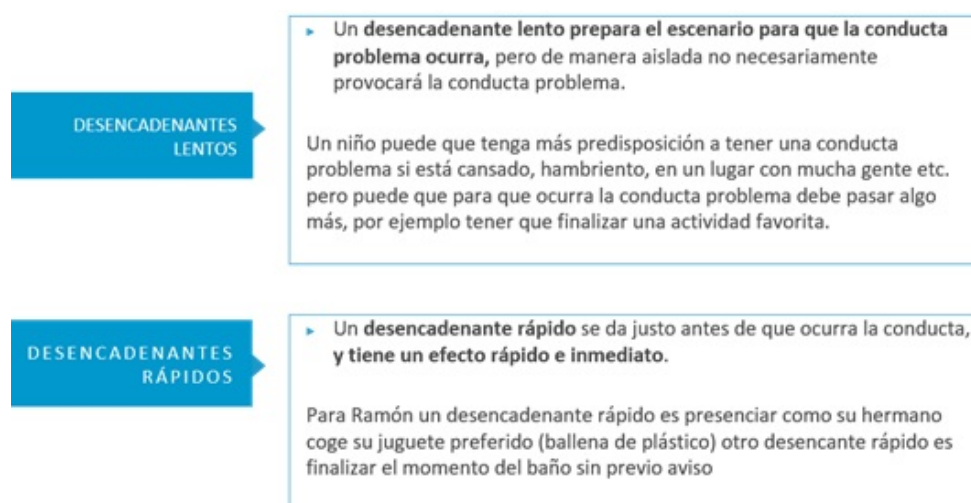 DESENCADENANTES
LENTOS
▸ Un desencadenante lento prepara el escenario para que la conducta
problema ocurra, pero de manera aislada no necesariamente
provocará la conducta problema.
Un niño puede que tenga más predisposición a tener una conducta
problema si está cansado, hambriento, en un lugar con mucha gente etc.
pero puede que para que ocurra la conducta problema debe pasar algo
más, por ejemplo tener que finalizar una actividad favorita.
DESENCADENANTES
RÁPIDOS
▸ Un desencadenante rápido se da justo antes de que ocurra la conducta,
y tiene un efecto rápido e inmediato.
Para Ramón un desencadenante rápido es presenciar como su hermano
coge su juguete preferido (ballena de plástico) otro desencante rápido es
finalizar el momento del baño sin previo aviso